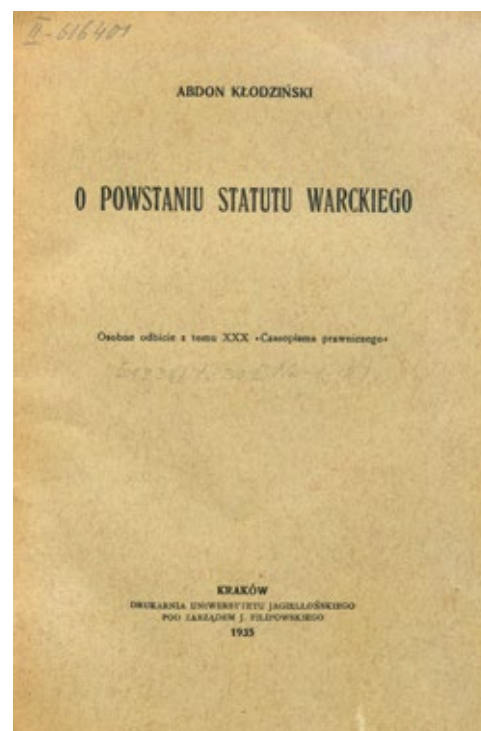 II-616401
ABDON KŁODZIŃSKI
O POWSTANIU STATUTU WARCKIEGO
Osobne odbicie z tomu XXX »Czasopisma prawniczego«
KRAKÓW
DRUKARNIA UNIWERSYTETU JAGIELLOŃSKIEGO
POD ZARZĄDEM J. FILIPOWSKIEGO
1935